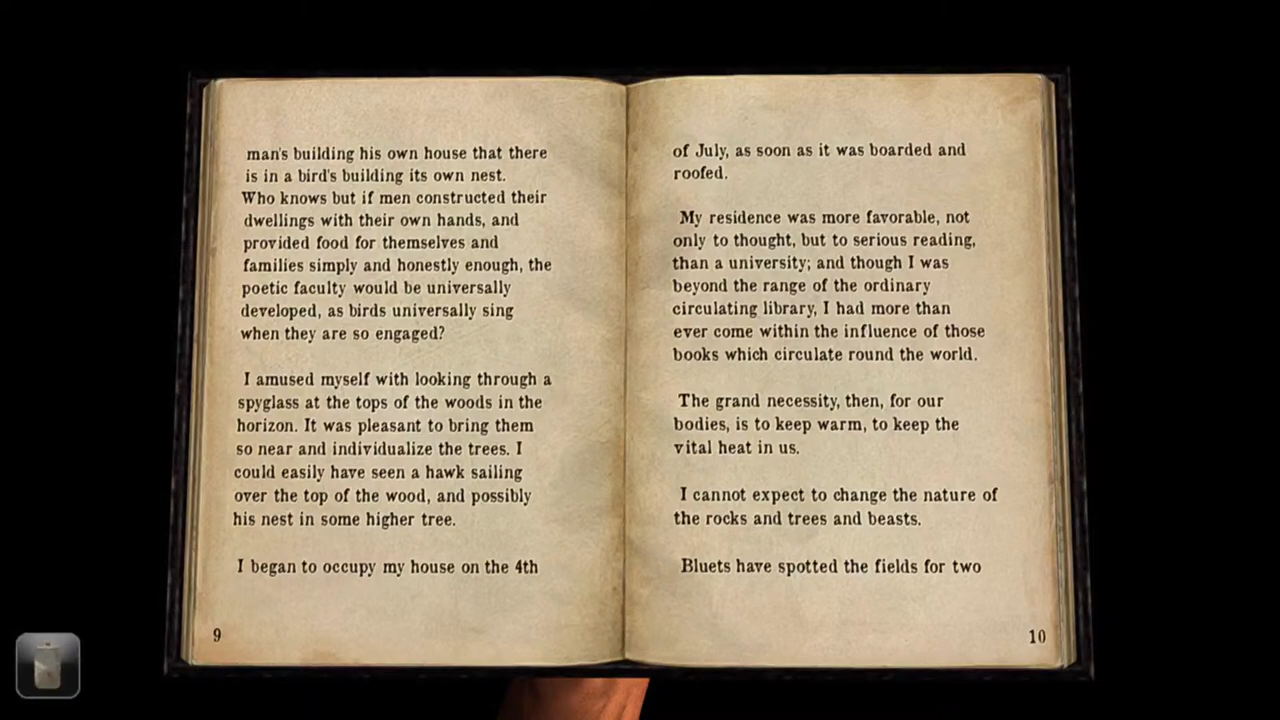 man's building his own house that there
is in a bird's building its own nest.
Who knows but if men constructed their
dwellings with their own hands, and
provided food for themselves and
families simply and honestly enough, the
poetic faculty would be universally
developed, as birds universally sing
when they are so engaged?
I amused myself with looking through a
spyglass at the tops of the woods in the
horizon. It was pleasant to bring them
so near and individualize the trees. I
could easily have seen a hawk sailing
over the top of the wood, and possibly
his nest in some higher tree.
I began to occupy my house on the 4th
9
of July, as soon as it was boarded and
roofed.
My residence was more favorable, not
only to thought, but to serious reading,
than a university; and though I was
beyond the range of the ordinary
circulating library, I had more than
ever come within the influence of those
books which circulate round the world.
The grand necessity, then, for our
bodies, is to keep warm, to keep the
vital heat in us.
I cannot expect to change the nature of
the rocks and trees and beasts.
Bluets have spotted the fields for two
10